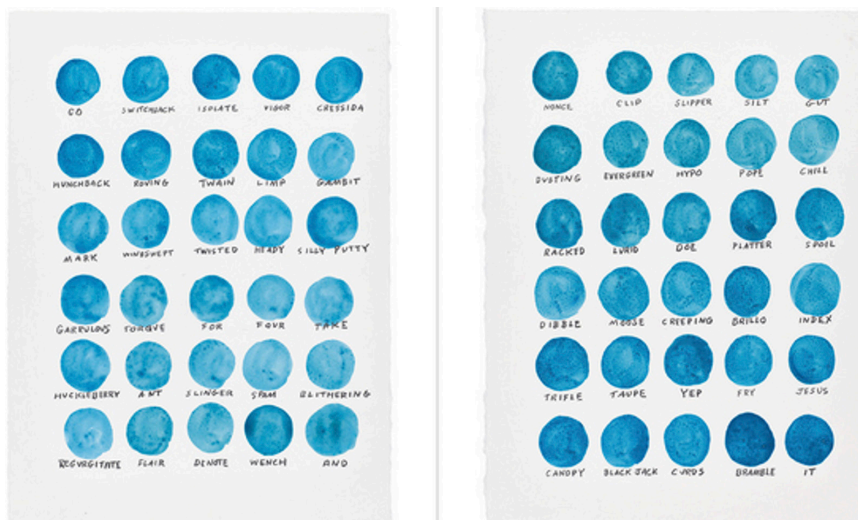 GO SWITCHBACK ISOLATE VIGOR CRESSIDA
HUNCHBACK ROVING TWAIN LIMP GAMBIT
MARK WINDSWEPT TWISTED HEADY SILLY PUTTY
GARRULOUS TORQUE FOR FOUR TAKE
HUCKLEBERRY ANT SLINGER SPAM BLITHERING
REGURGITATE FLAIR DENOTE WENCH AND
NONCE CLIP SLIPPER SILT GUT
DUSTING EVERGREEN HYPO POPE CHILL
RACKED LURID DOE PLATTER SPOIL
DIBBLE MOOSE CREEPING BRILLO INDEX
TRIFLE TAUPE YEP FRY JESUS
CANOPY BLACK JACK CURDS BRAMBLE IT